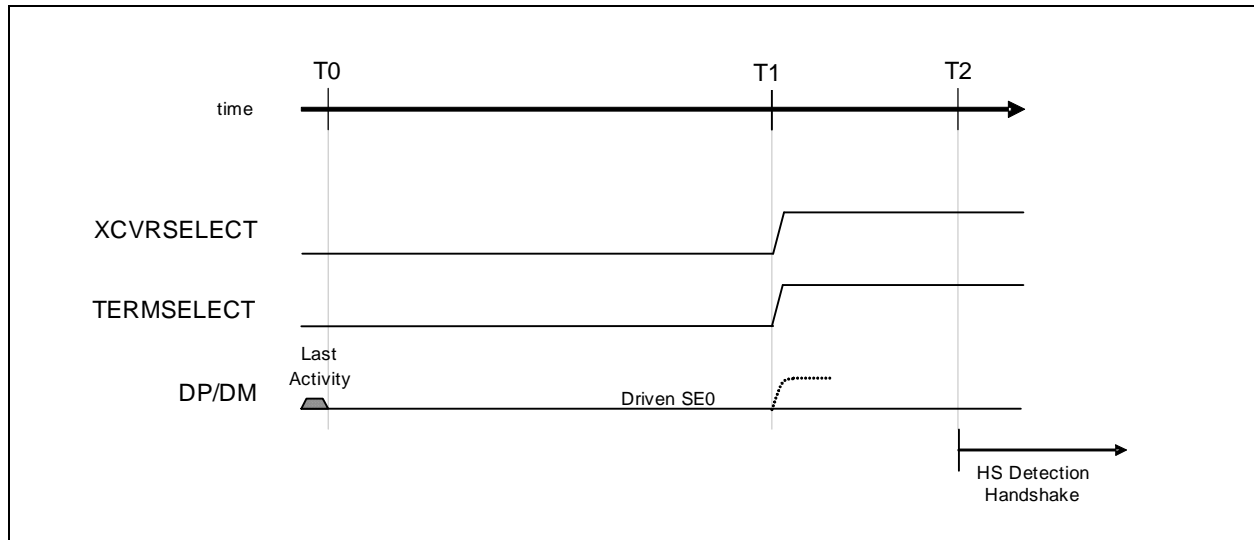 T0
T1
T2
time
XCVRSELECT
TERMSELECT
Last
Activity
DP/DM
Driven SE0
HS Detection
Handshake